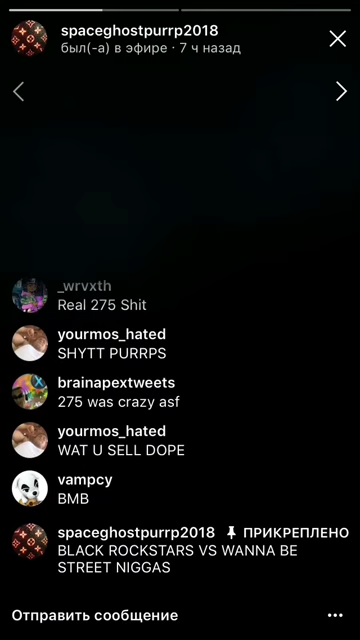 spaceghostpurrp2018
был(-а) в эфире · 7 ч назад
_wrvxth
Real 275 Shit
yourmos_hated
SHYTT PURRPS
brainapextweets
275 was crazy asf
yourmos_hated
WAT U SELL DOPE
vampcy
BMB
spaceghostpurrp2018 ПРИКРЕПЛЕНО
BLACK ROCKSTARS VS WANNA BE
STREET NIGGAS
Отправить сообщение